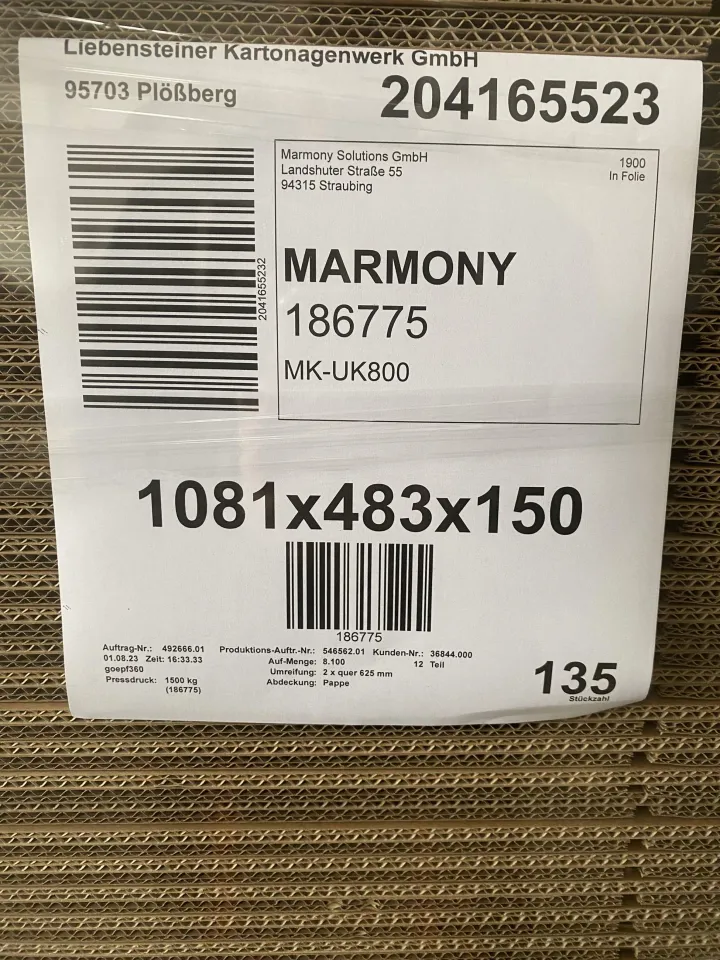 Liebensteiner Kartonagenwerk GmbH
95703 Plößberg
204165523
2041655232
Marmony Solutions GmbH
Landshuter Straße 55
94315 Straubing
1900
In Folie
MARMONY
186775
MK-UK800
1081x483x150
186775
Auftrag-Nr.: 492666.01 Produktions-Auftr.-Nr.: 546562.01 Kunden-Nr.: 36844.000
01.08.23 Zeit: 16:33.33 Auf-Menge: 8.100 12 Teil
goepf360 Umreifung: 2 x quer 625 mm
Pressdruck: 1500 kg Abdeckung: Pappe
(186775)
135
Stückzahl